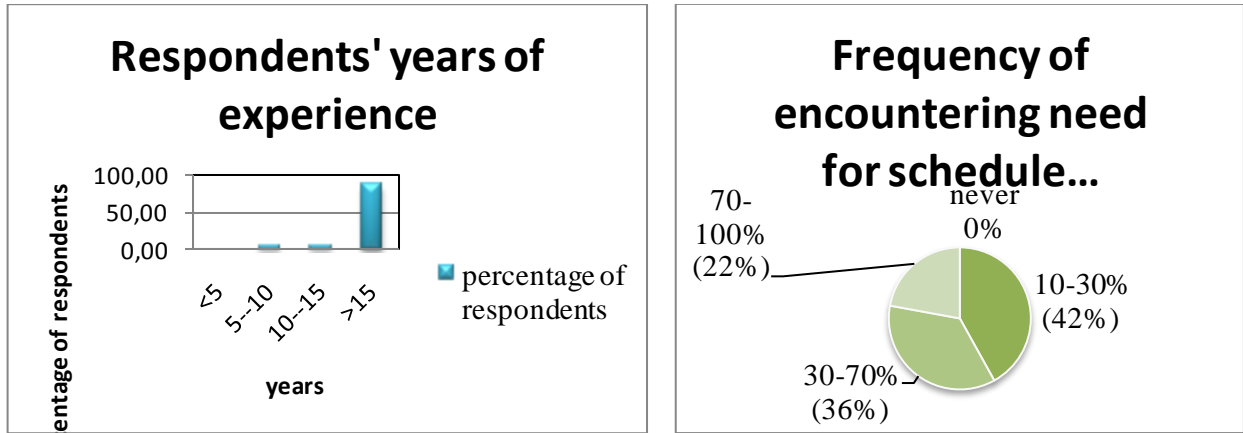 Respondents' years of
experience
entage of respondents
100,00
50,00
0,00
<5
5--10
10--15
>15
years
percentage of
respondents
Frequency of
encountering need
for schedule…
never
0%
10-30%
(42%)
30-70%
(36%)
70-
100%
(22%)